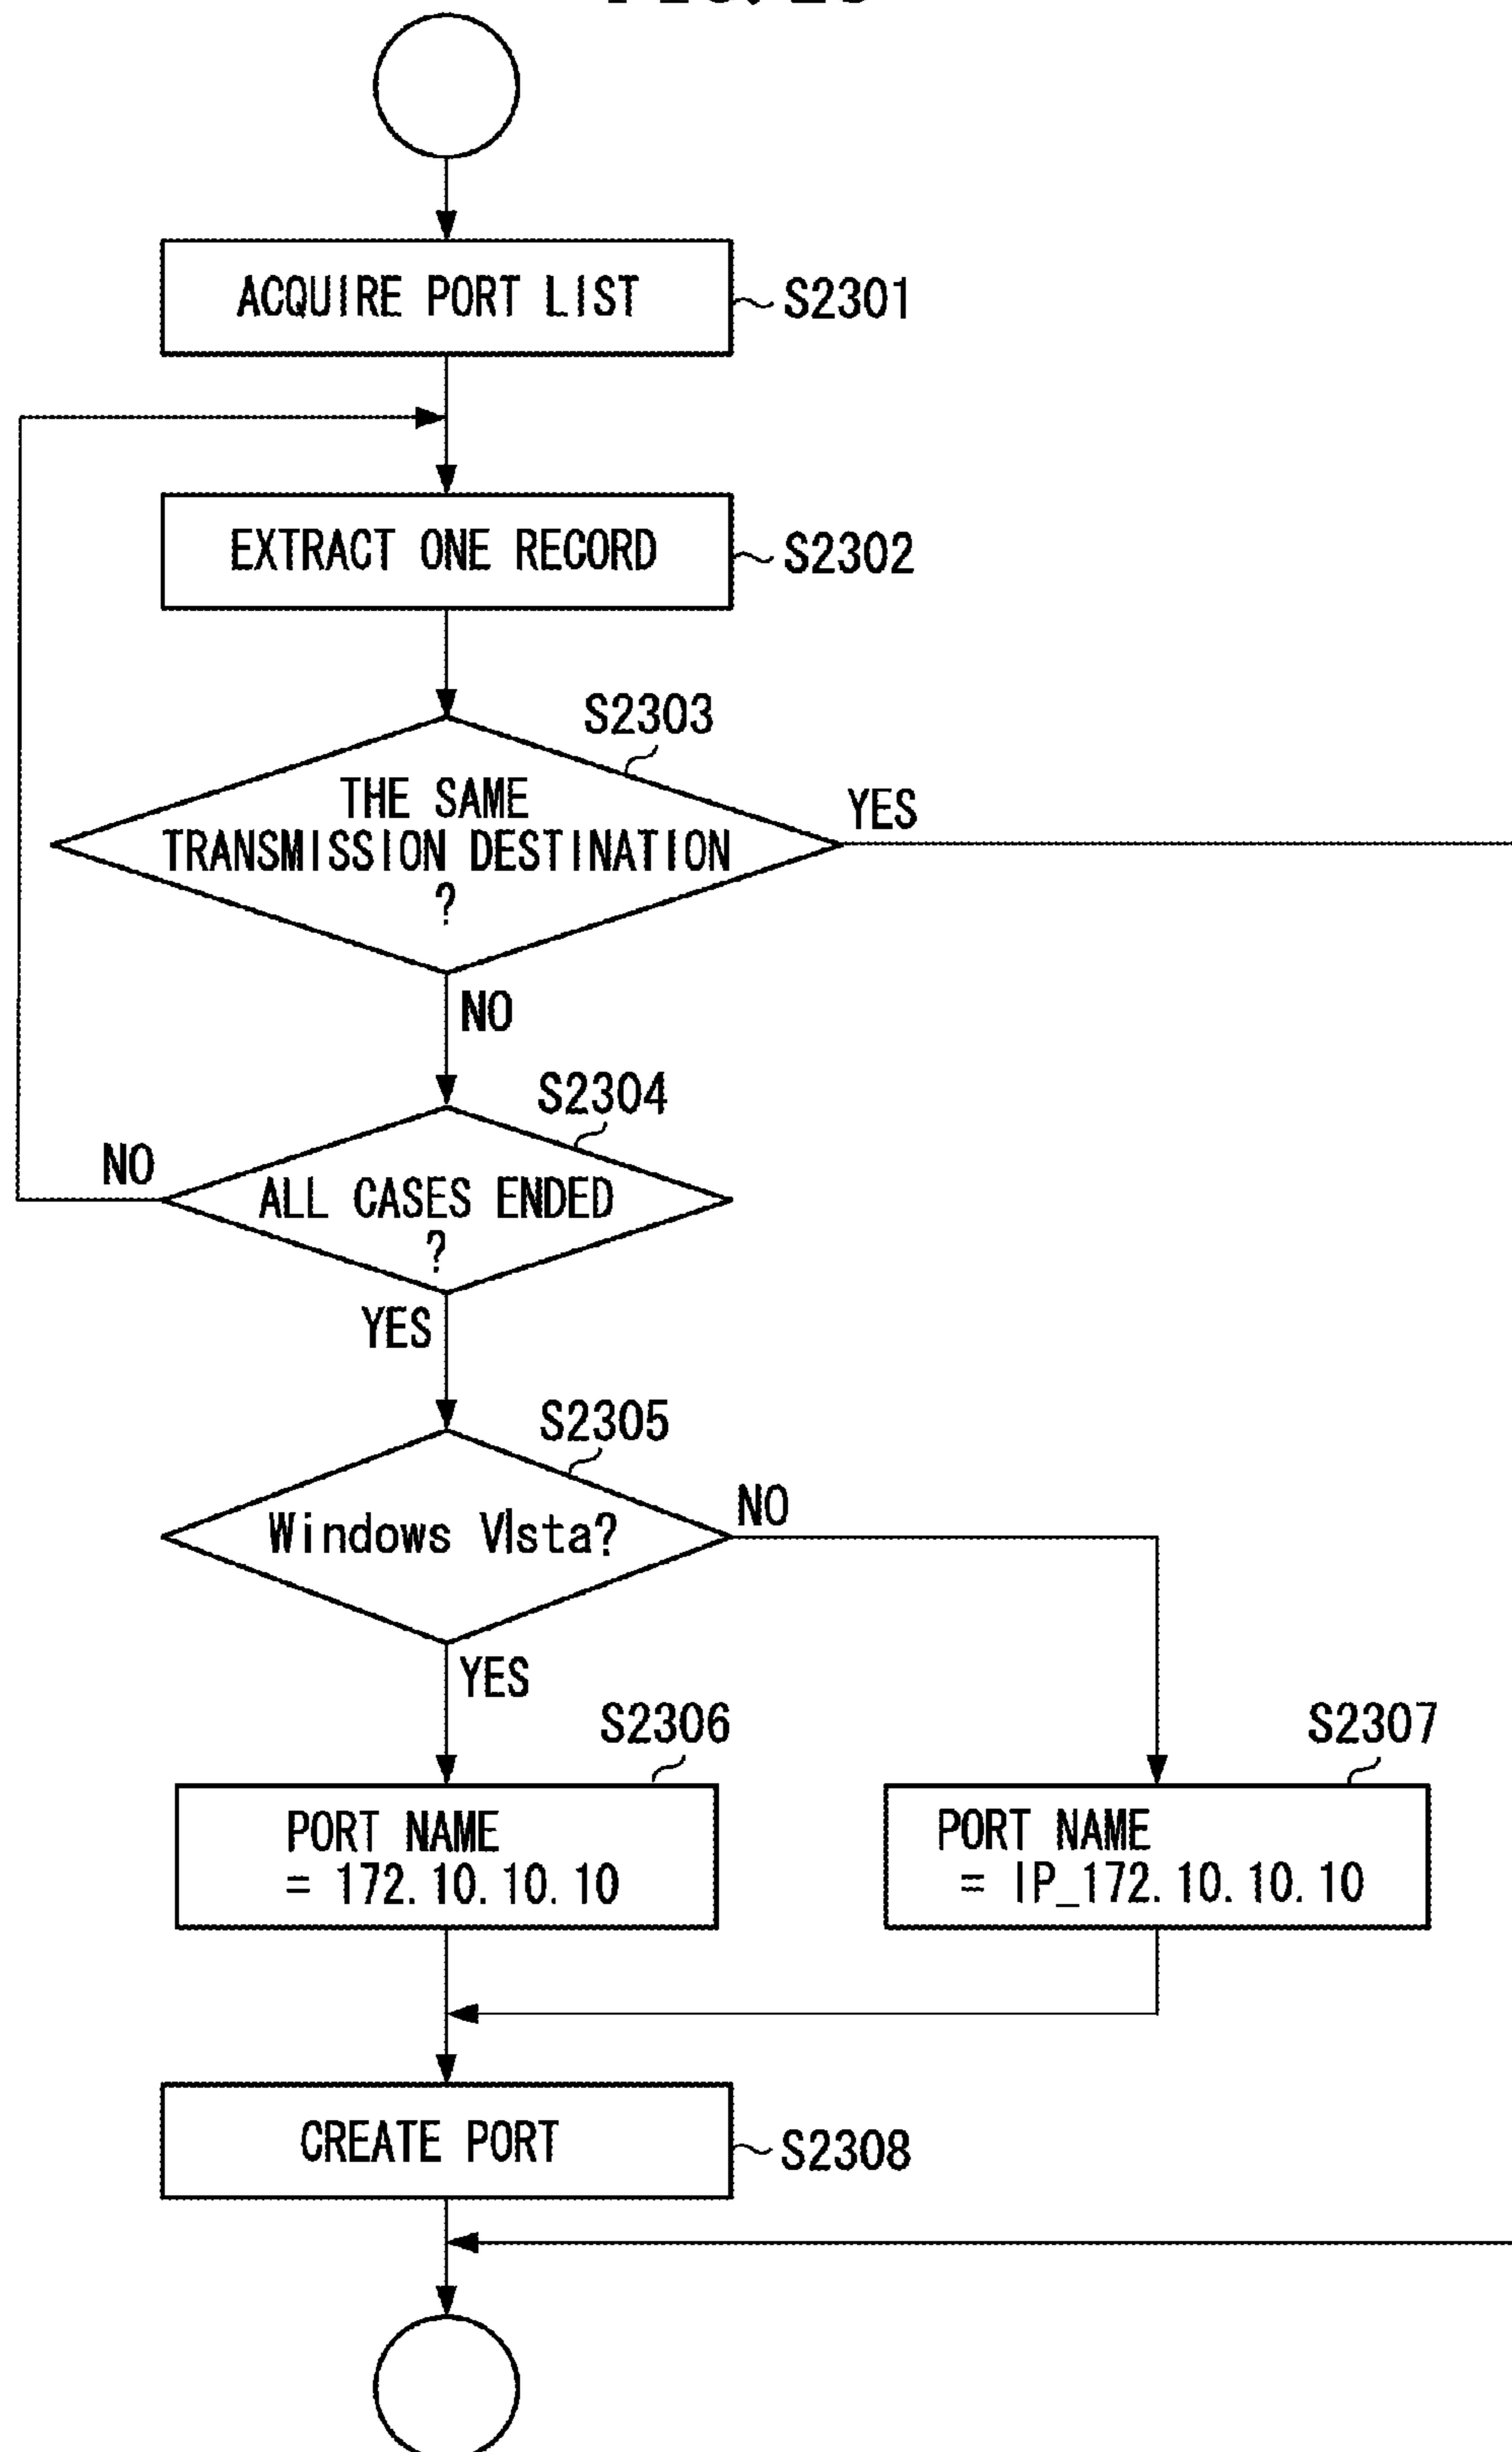 ACQUIRE PORT LIST
S2301
EXTRACT ONE RECORD
S2302
S2303
THE SAME
TRANSMISSION DESTINATION
?
YES
NO
S2304
NO
ALL CASES ENDED
?
YES
S2305
Windows VIsta?
NO
YES
S2306
PORT NAME
= 172.10.10.10
S2307
PORT NAME
= IP_172.10.10.10
CREATE PORT
S2308